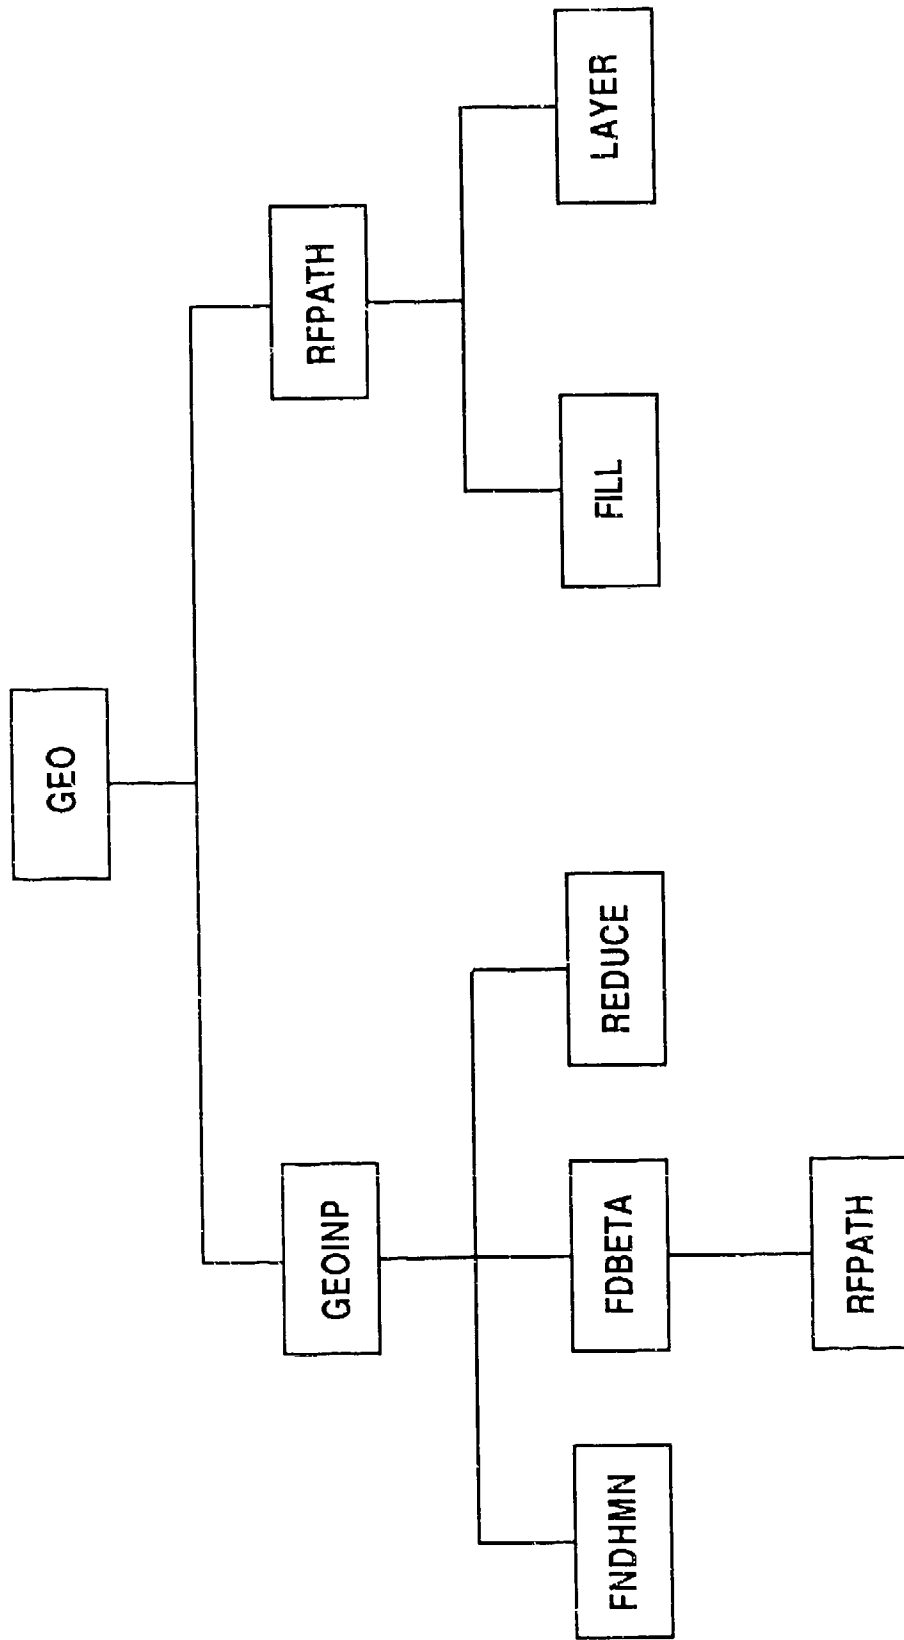 GEO
GEOINP
RFPATH
FNDHMN
FDBETA
REDUCE
FILL
LAYER
RFPATH